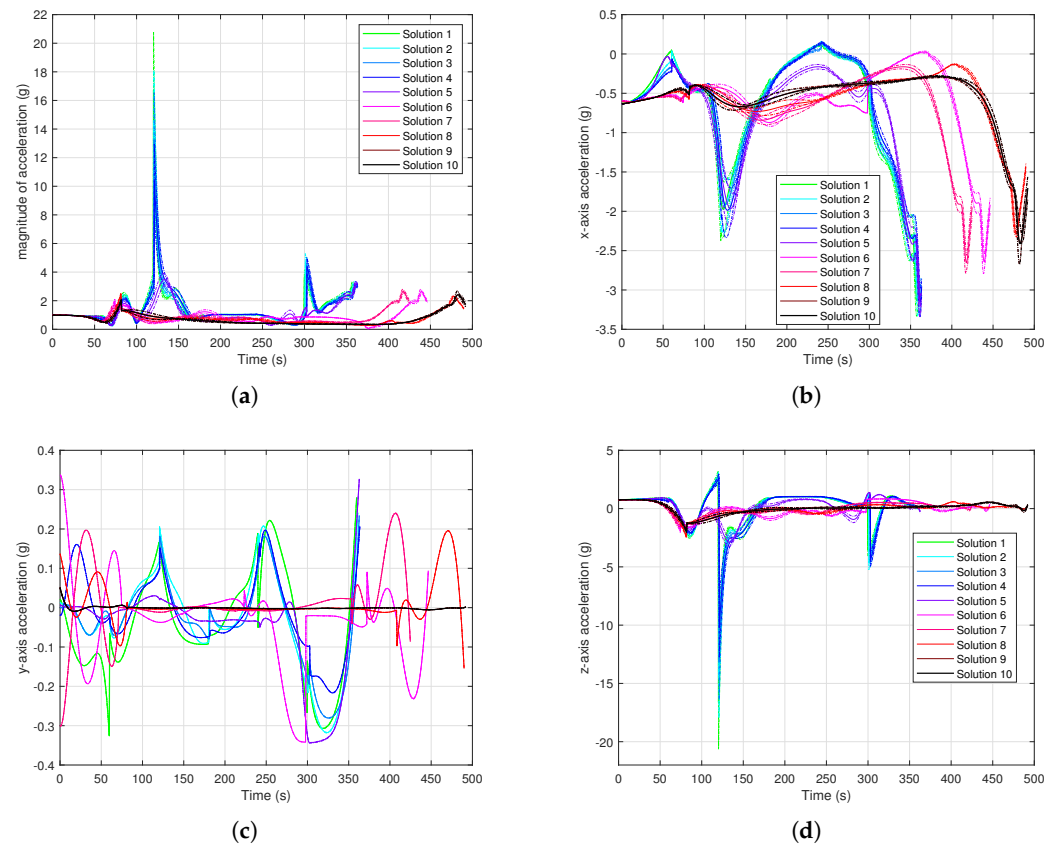 22
20
18
16
14
12
10
8
6
4
2
0
magnitude of acceleration (g)
Solution 1
Solution 2
Solution 3
Solution 4
Solution 5
Solution 6
Solution 7
Solution 8
Solution 9
Solution 10
0 50 100 150 200 250 300 350 400 450 500
Time (s)
(a)
0.5
0
-0.5
-1
-1.5
-2
-2.5
-3
-3.5
x-axis acceleration (g)
Solution 1
Solution 2
Solution 3
Solution 4
Solution 5
Solution 6
Solution 7
Solution 8
Solution 9
Solution 10
0 50 100 150 200 250 300 350 400 450 500
Time (s)
(b)
0.4
0.3
0.2
0.1
0
-0.1
-0.2
-0.3
-0.4
y-axis acceleration (g)
0 50 100 150 200 250 300 350 400 450 500
Time (s)
(c)
5
0
-5
-10
-15
-20
z-axis acceleration (g)
Solution 1
Solution 2
Solution 3
Solution 4
Solution 5
Solution 6
Solution 7
Solution 8
Solution 9
Solution 10
0 50 100 150 200 250 300 350 400 450 500
Time (s)
(d)